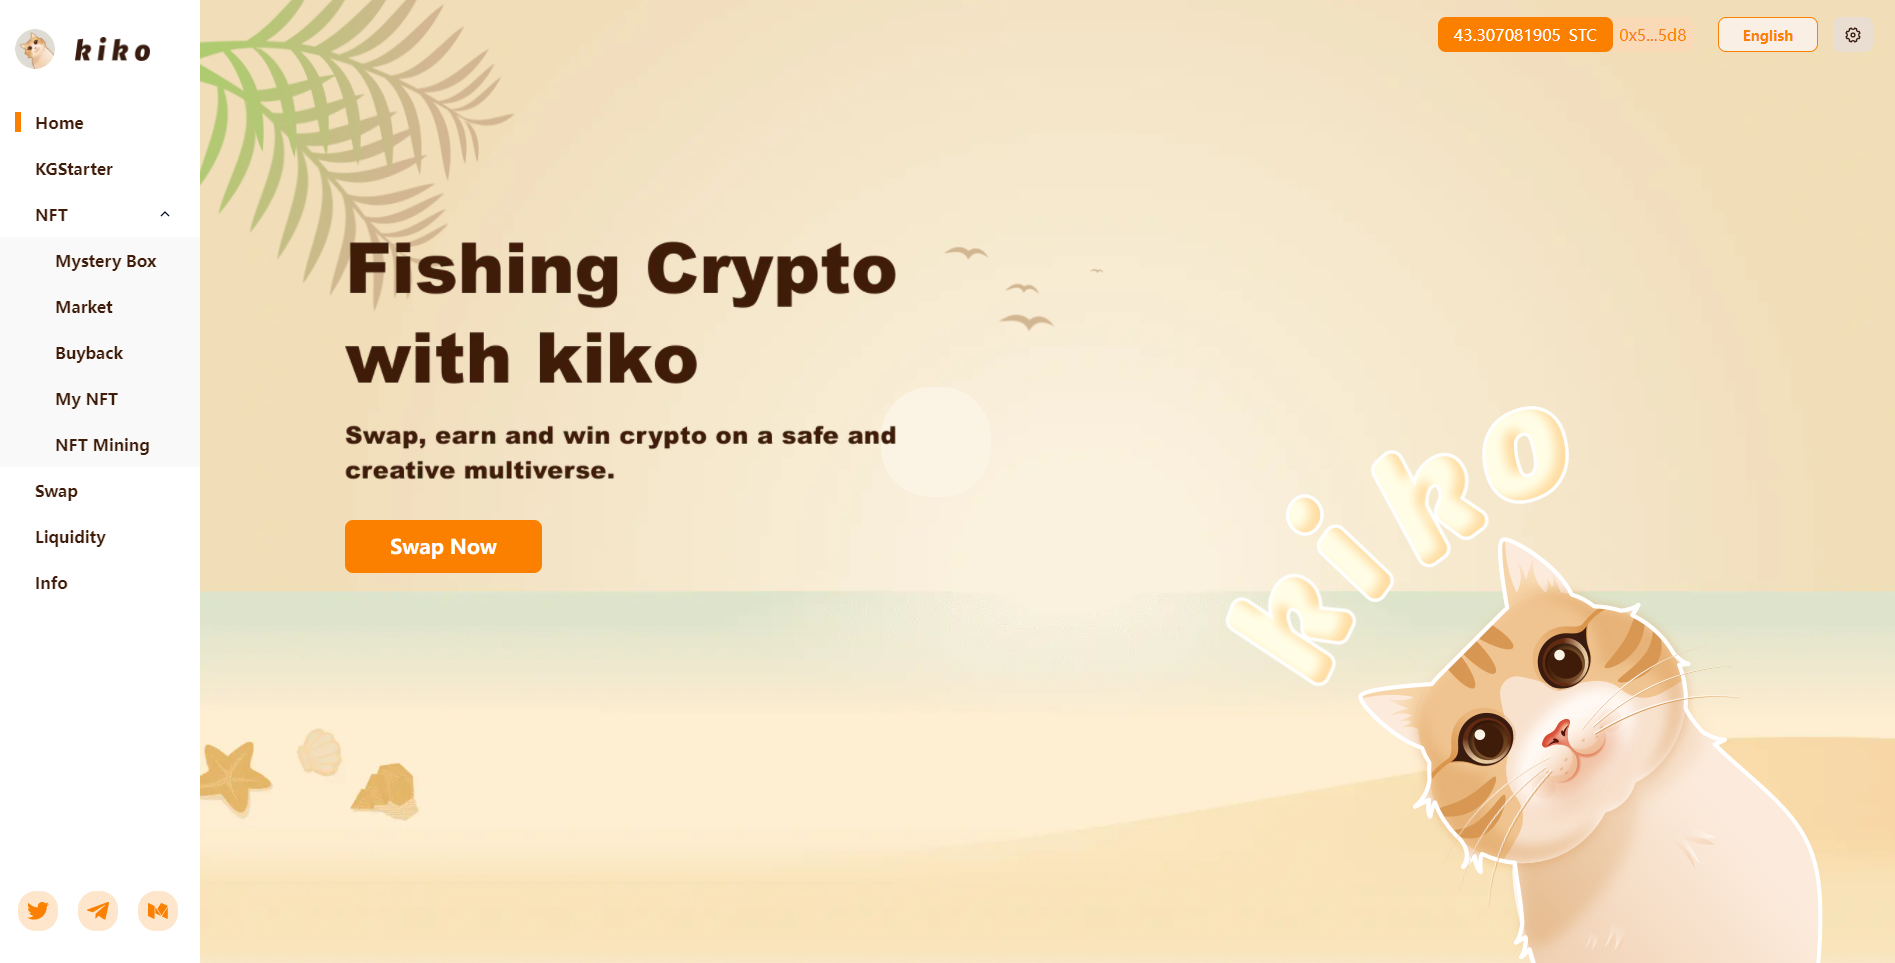 kiko
Home
KGStarter
NFT
Mystery Box
Market
Buyback
My NFT
NFT Mining
Swap
Liquidity
Info
43.307081905 STC
0x5...5d8
English
Fishing Crypto
with kiko
Swap, earn and win crypto on a safe and
creative multiverse.
Swap Now
kiko